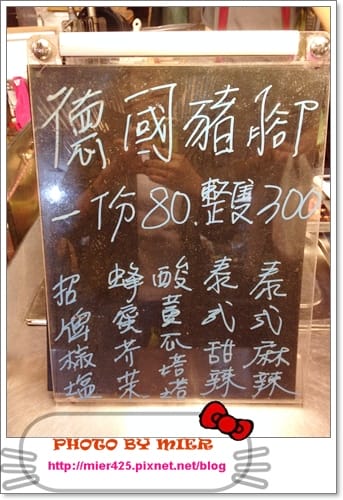 德國豬腳
一份80.整隻300
招牌椒塩
蜂蜜芥茉
酸黃瓜塔塔
泰式甜辣
泰式麻辣
PHOTO BY MIER
http://mier425.pixnet.net/blog